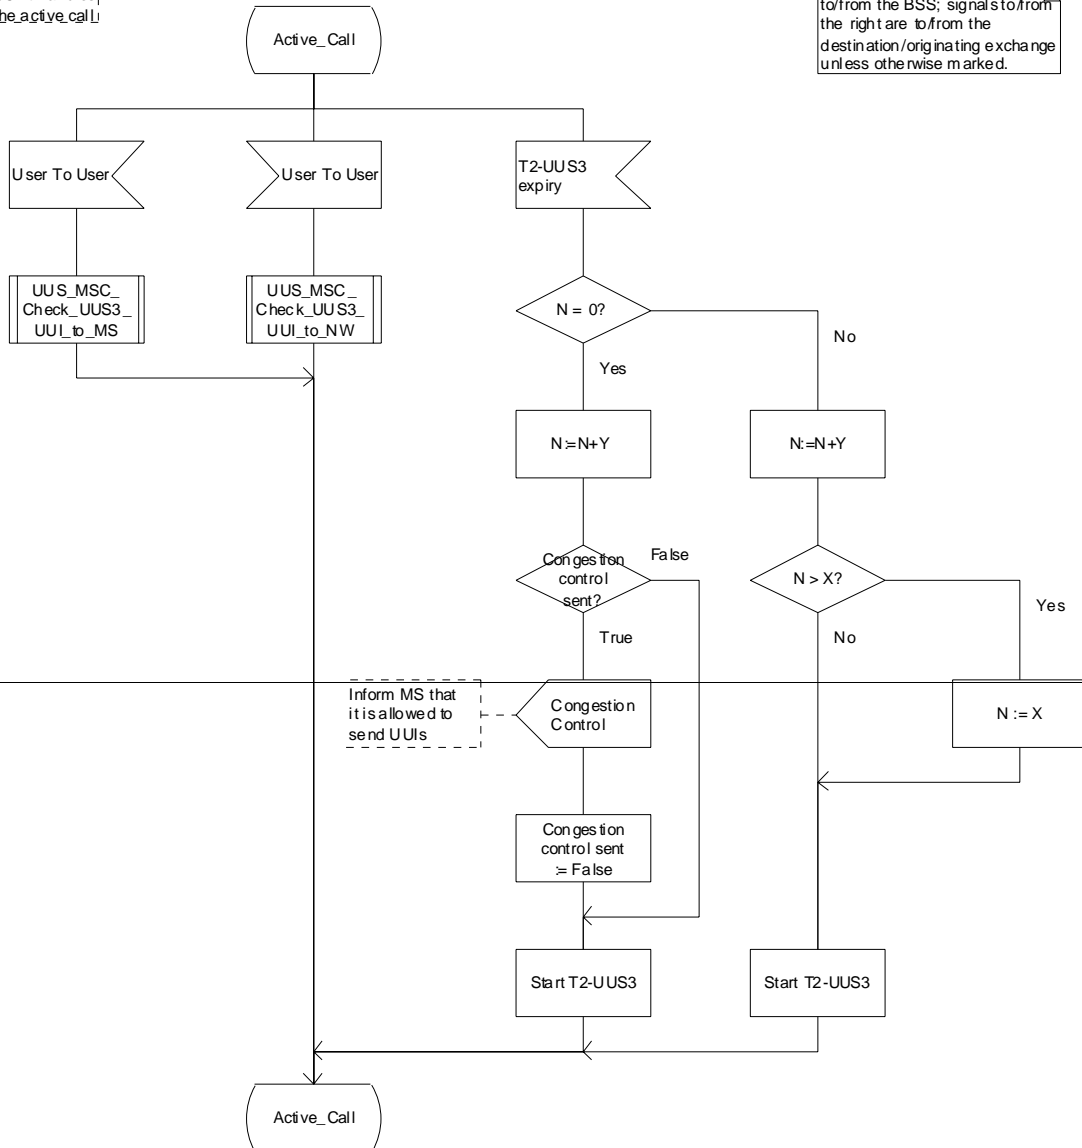 he active call
to/from the BSS; signals to/from
the right are to/from the
destination/originating exchange
unless otherwise marked.
Active_Call
User To User
User To User
T2-UUS3
expiry
UUS_MSC_
Check_UUS3_
UUI_to_MS
UUS_MSC_
Check_UUS3_
UUI_to_NW
N = 0?
No
Yes
N:=N+Y
N:=N+Y
Congestion
control
sent?
False
N > X?
Yes
True
No
Inform MS that
it is allowed to
send UUIs
Congestion
Control
N := X
Congestion
control sent
:= False
Start T2-UUS3
Start T2-UUS3
Active_Call